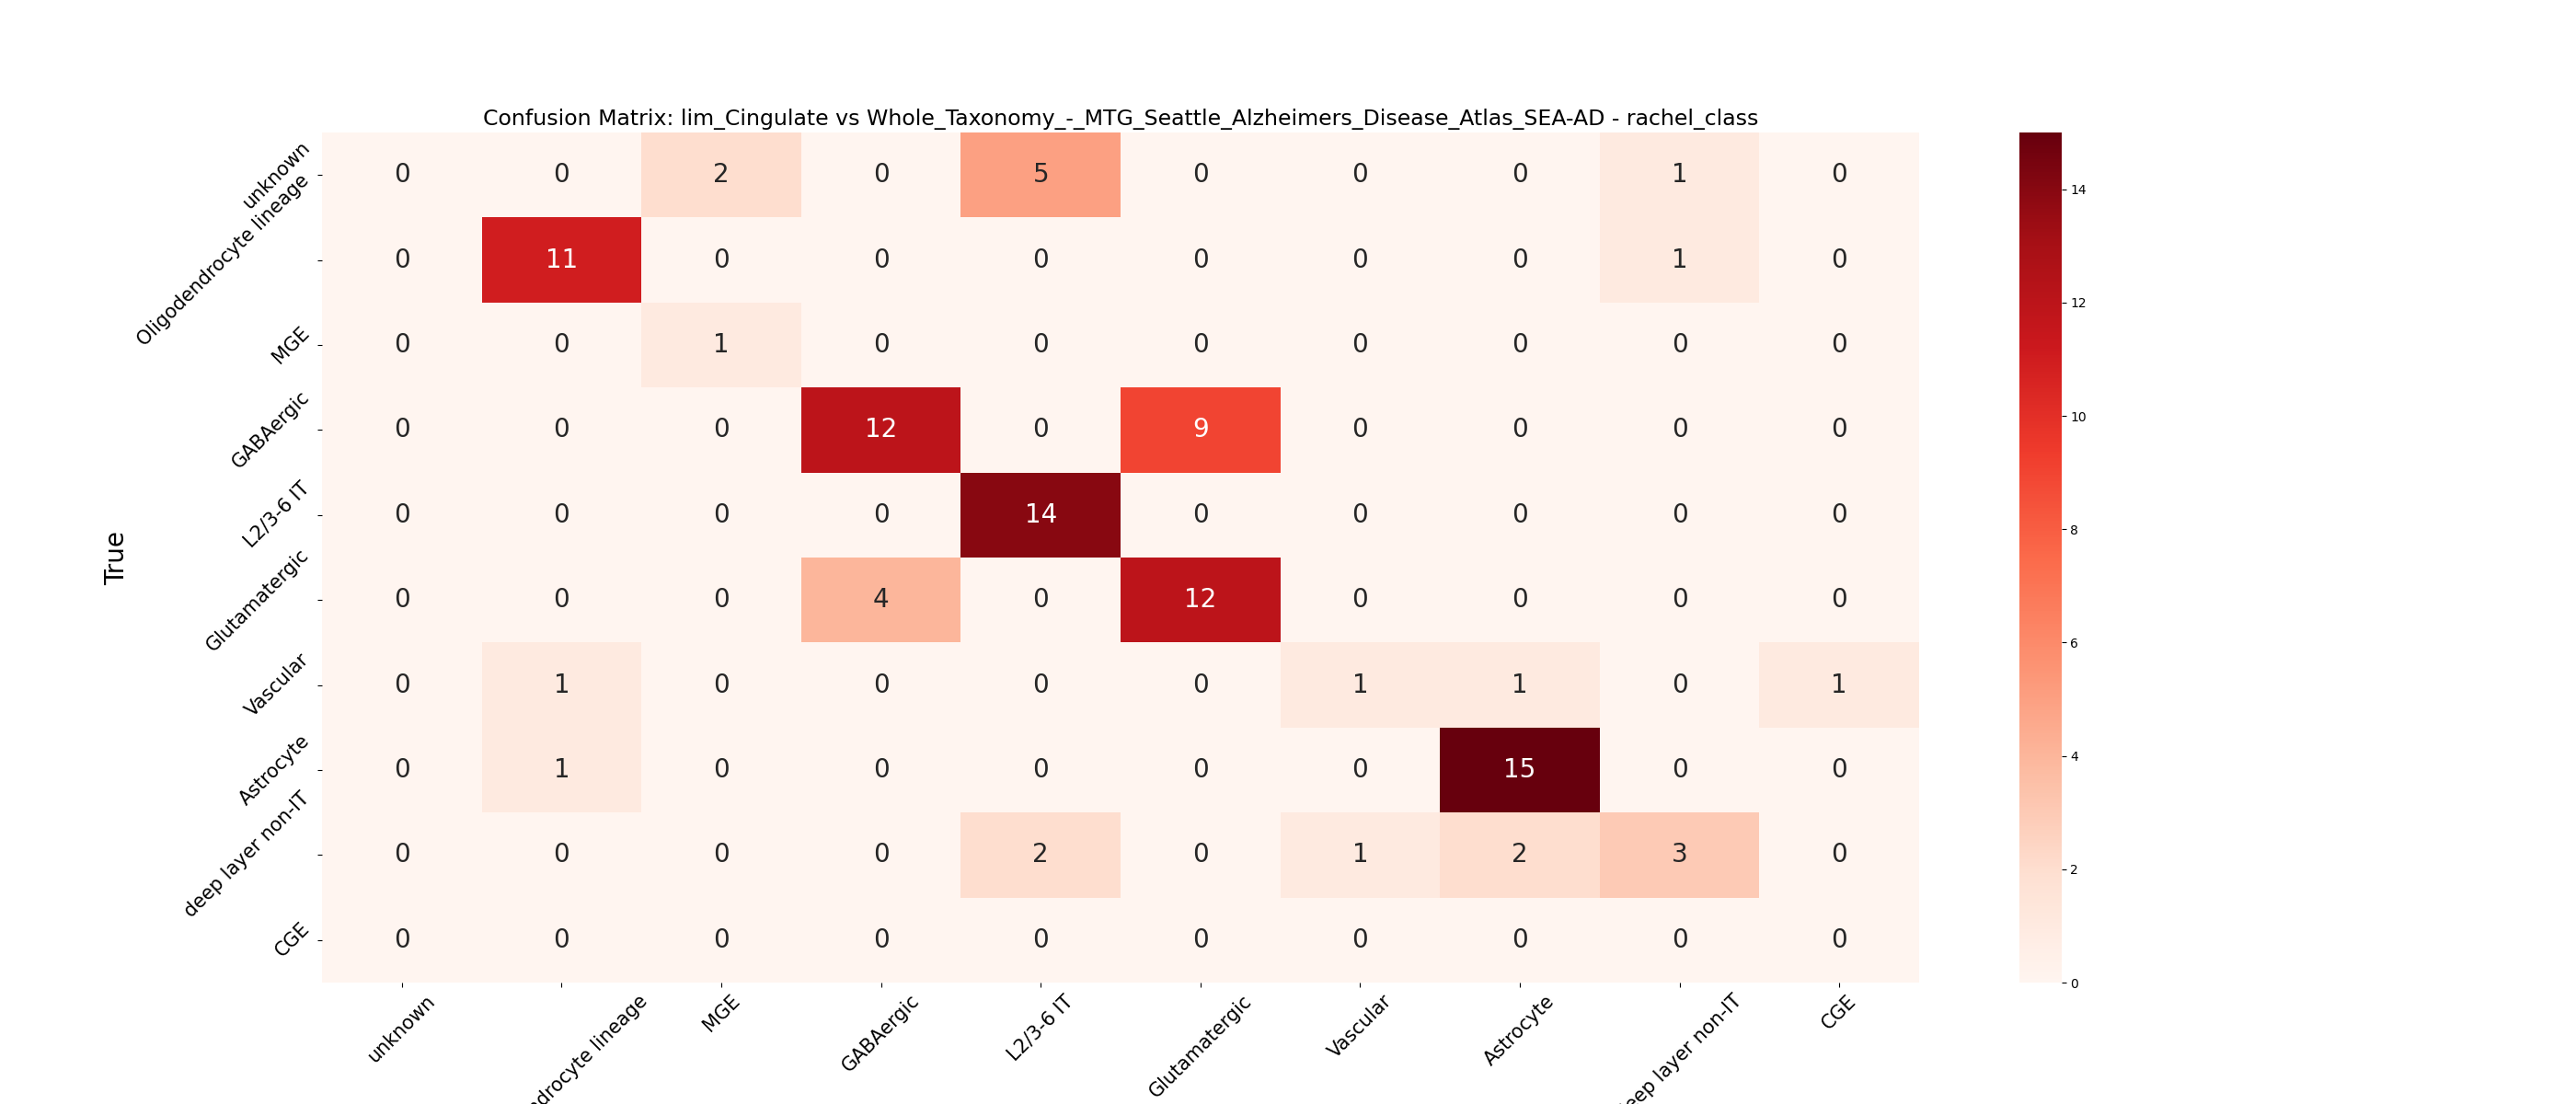 Confusion Matrix: lim_Cingulate vs Whole_Taxonomy_-_MTG_Seattle_Alzheimers_Disease_Atlas_SEA-AD - rachel_class
True
unknown 0 0 2 0 5 0 0 0 1 0
Oligodendrocyte lineage 0 11 0 0 0 0 0 0 1 0
MGE 0 0 1 0 0 0 0 0 0 0
GABAergic 0 0 0 12 0 9 0 0 0 0
L2/3-6 IT 0 0 0 0 14 0 0 0 0 0
Glutamatergic 0 0 0 4 0 12 0 0 0 0
Vascular 0 1 0 0 0 0 1 1 0 1
Astrocyte 0 1 0 0 0 0 0 15 0 0
deep layer non-IT 0 0 0 0 2 0 1 2 3 0
CGE 0 0 0 0 0 0 0 0 0 0
unknown
ndrocyte lineage
MGE
GABAergic
L2/3-6 IT
Glutamatergic
Vascular
Astrocyte
eep layer non-IT
CGE
14
12
10
8
6
4
2
0